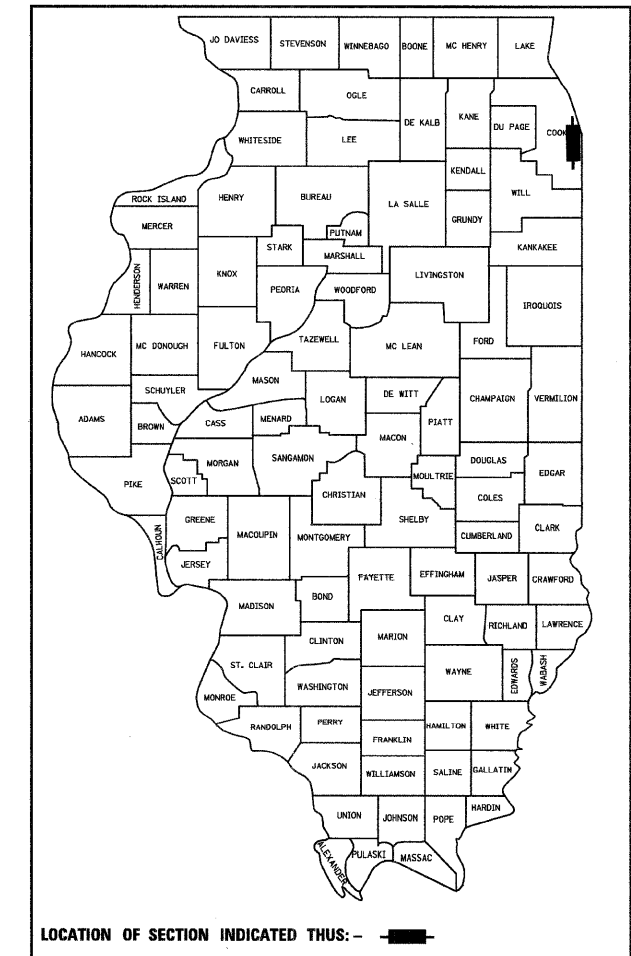 JO DAVIESS
STEVENSON
WINNEBAGO
BOONE
MC HENRY
LAKE
CARROLL
OGLE
DE KALB
KANE
DU PAGE
COOK
WHITESIDE
LEE
KENDALL
WILL
ROCK ISLAND
HENRY
BUREAU
LA SALLE
GRUNDY
MERCER
PUTNAM
STARK
MARSHALL
KANKAKEE
HENDERSON
WARREN
KNOX
PEORIA
WOODFORD
LIVINGSTON
IROQUOIS
HANCOCK
MC DONOUGH
FULTON
TAZEWELL
MC LEAN
FORD
MASON
SCHUYLER
LOGAN
DE WITT
CHAMPAIGN
VERMILION
ADAMS
BROWN
CASS
MENARD
PIATT
MACON
PIKE
SCOTT
MORGAN
SANGAMON
MOULTRIE
DOUGLAS
EDGAR
CHRISTIAN
COLES
GREENE
MACOUPIN
MONTGOMERY
SHELBY
CUMBERLAND
CLARK
CALHOUN
JERSEY
FAYETTE
EFFINGHAM
JASPER
CRAWFORD
MADISON
BOND
CLAY
RICHLAND
LAWRENCE
CLINTON
MARION
ST. CLAIR
WAYNE
EDWARDS
WABASH
WASHINGTON
JEFFERSON
MONROE
RANDOLPH
PERRY
HAMILTON
WHITE
FRANKLIN
JACKSON
WILLIAMSON
SALINE
GALLATIN
HARDIN
UNION
JOHNSON
POPE
ALEXANDER
PULASKI
MASSAC
LOCATION OF SECTION INDICATED THUS: -